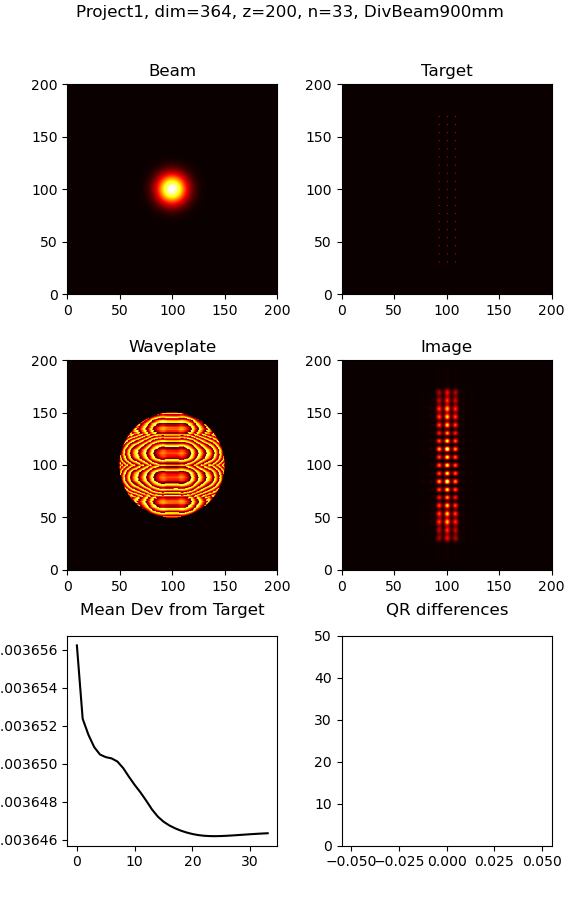 Project1, dim=364, z=200, n=33, DivBeam900mm
Beam
Target
200
150
100
50
0
0 50 100 150 200
200
150
100
50
0
0 50 100 150 200
Waveplate
Image
200
150
100
50
0
0 50 100 150 200
200
150
100
50
0
0 50 100 150 200
Mean Dev from Target
QR differences
.003656
.003654
.003652
.003650
.003648
.003646
0 10 20 30
50
40
30
20
10
0
−0.050 −0.025 0.000 0.025 0.050